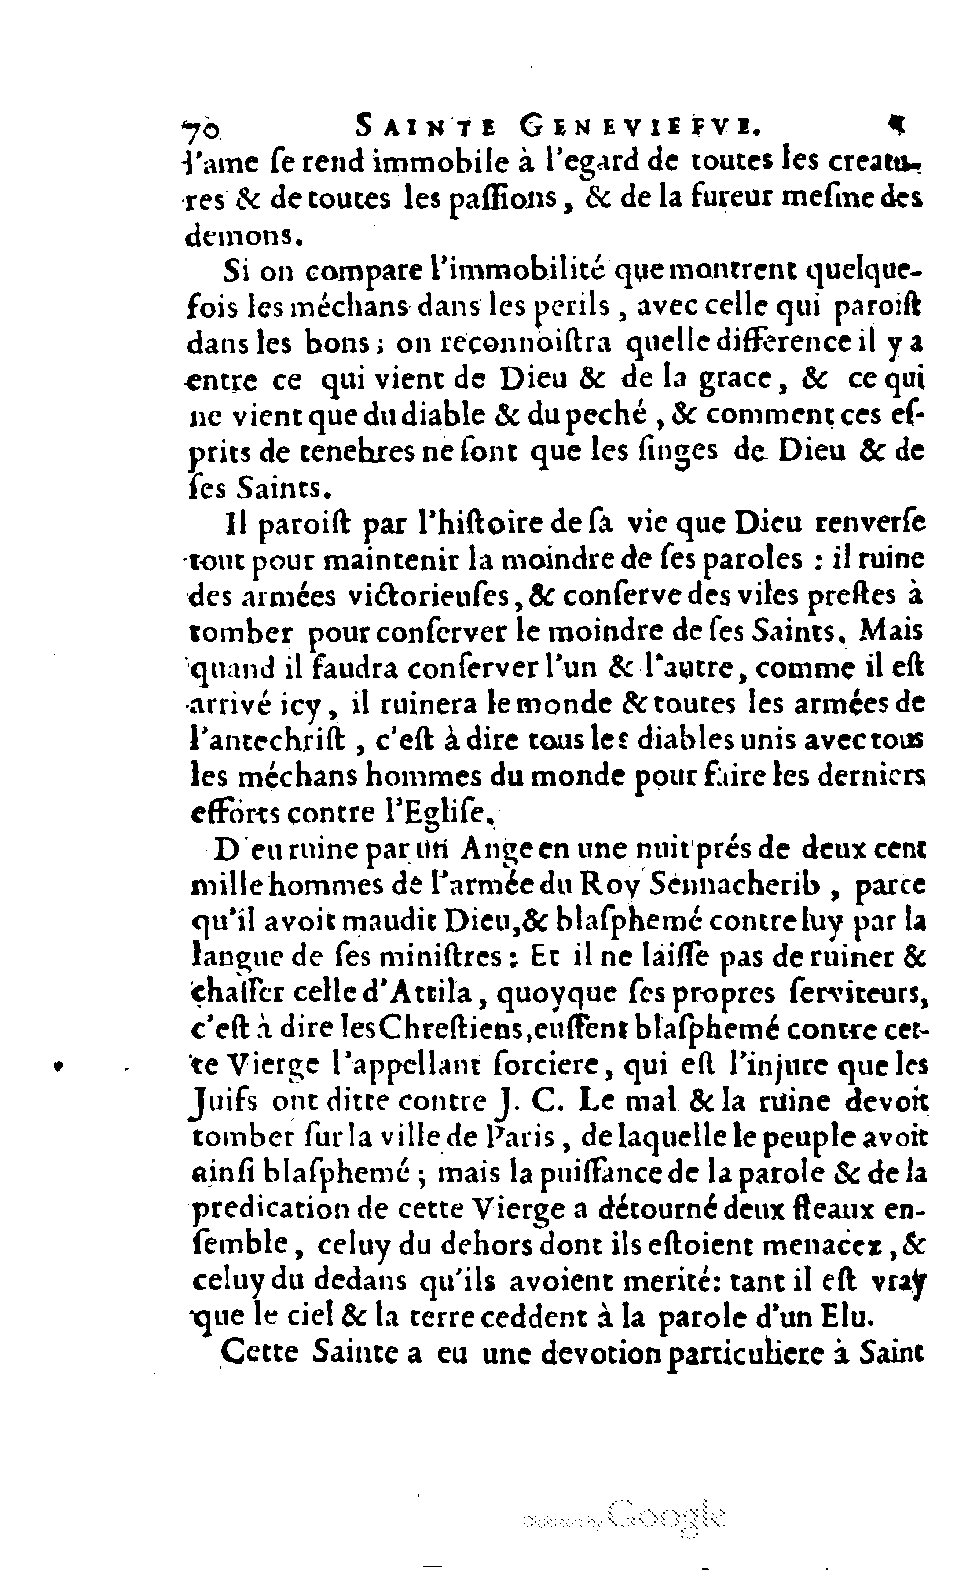 70 SAINTE GENEVIEFVE.
l'ame ſe rend immobile à l'egard de toutes les creatu-
res & de toutes les paſſions, & de la fureur meſme des
demons.
Si on compare l'immobilité que montrent quelque-
fois les méchans dans les perils, avec celle qui paroiſt
dans les bons; on reconnoiſtra quelle difference il y a
entre ce qui vient de Dieu & de la grace, & ce qui
ne vient que du diable & du peché, & comment ces eſ-
prits de tenebres ne ſont que les ſinges de Dieu & de
ſes Saints.
Il paroiſt par l'hiſtoire de ſa vie que Dieu renverſe
tout pour maintenir la moindre de ſes paroles : il ruine
des armées victorieuſes, & conſerve des viles preſtes à
tomber pour conſerver le moindre de ſes Saints. Mais
quand il faudra conſerver l'un & l'autre, comme il eſt
arrivé icy, il ruinera le monde & toutes les armées de
l'antechriſt, c'eſt à dire tous les diables unis avec tous
les méchans hommes du monde pour faire les derniers
efforts contre l'Egliſe.
D eu ruine par un Ange en une nuit prés de deux cent
mille hommes de l'armée du Roy Sennacherib, parce
qu'il avoit maudit Dieu, & blaſphemé contre luy par la
langue de ſes miniſtres : Et il ne laiſſe pas de ruiner &
chaſſer celle d'Attila, quoyque ſes propres ſerviteurs,
c'eſt à dire les Chreſtiens, euſſent blaſphemé contre cet-
te Vierge l'appellant ſorciere, qui eſt l'injure que les
Juifs ont ditte contre J. C. Le mal & la ruine devoit
tomber ſur la ville de Paris, de laquelle le peuple avoit
ainſi blaſphemé ; mais la puiſſance de la parole & de la
predication de cette Vierge a détourné deux fleaux en-
ſemble, celuy du dehors dont ils eſtoient menacez, &
celuy du dedans qu'ils avoient merité: tant il eſt vray
que le ciel & la terre ceddent à la parole d'un Elu.
Cette Sainte a eu une devotion particuliere à Saint
Digitized by Google